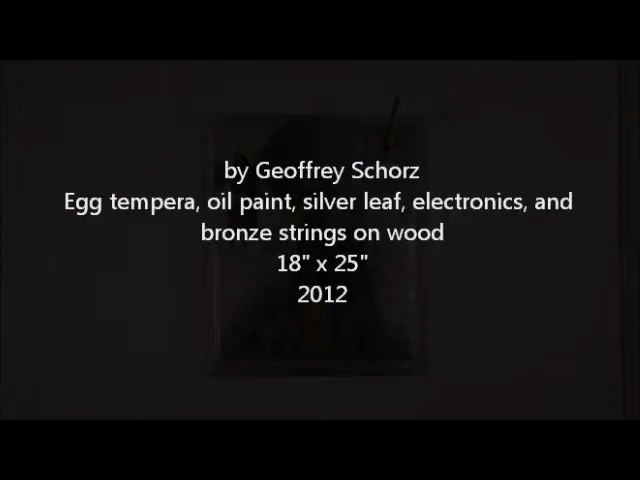 by Geoffrey Schorz
Egg tempera, oil paint, silver leaf, electronics, and
bronze strings on wood
18" x 25"
2012